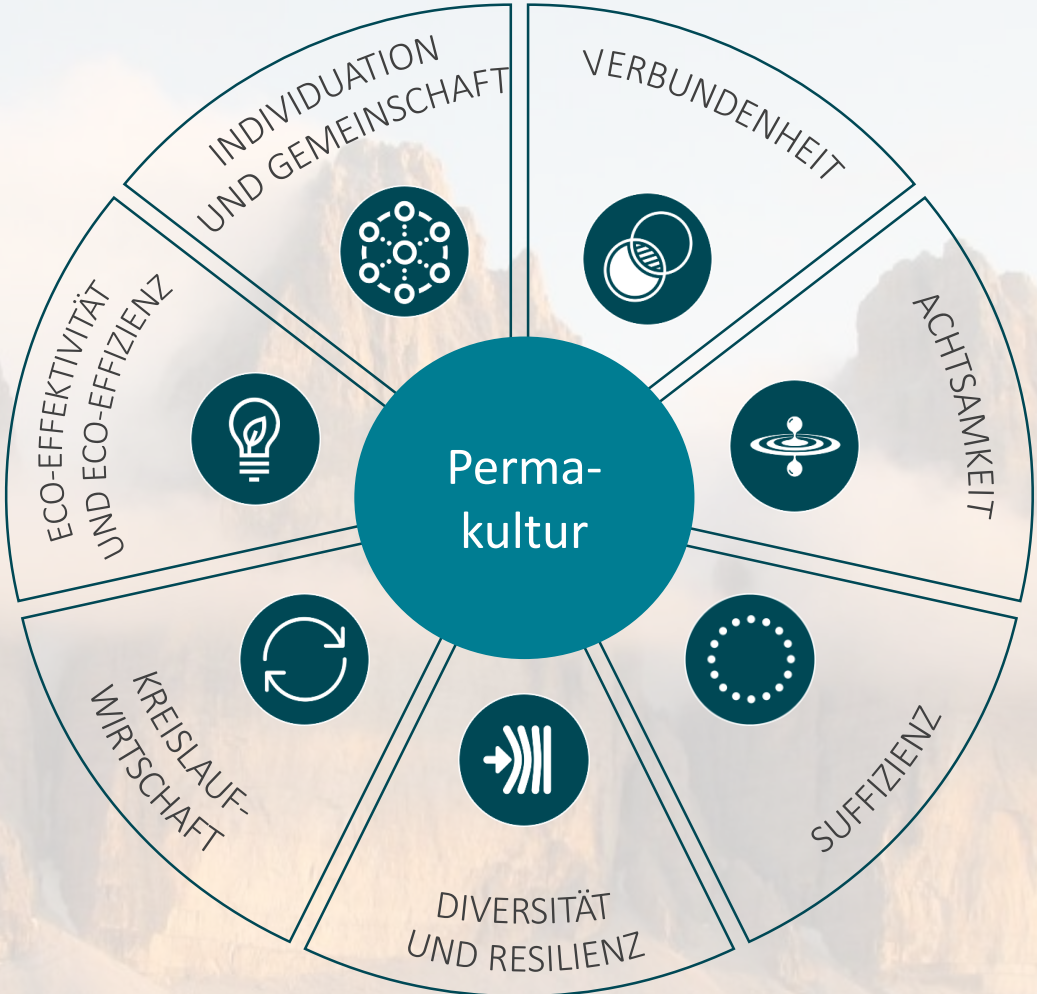 INDIVIDUATION
UND GEMEINSCHAFT
VERBUNDENHEIT
ACHTSAMKEIT
SUFFIZIENZ
DIVERSITÄT
UND RESILIENZ
KREISLAUF-
WIRTSCHAFT
ECO-EFFEKTIVITÄT
UND ECO-EFFIZIENZ
Perma-
kultur